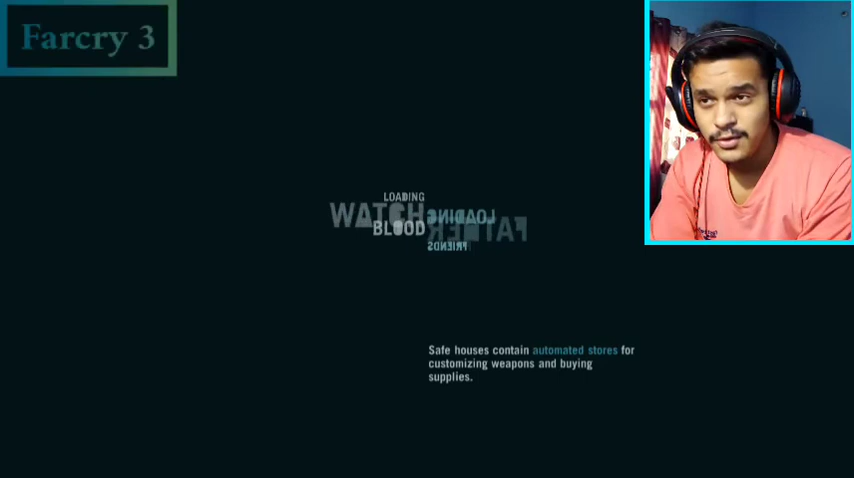 Farcry 3
LOADING
WATCH
LOADING
FATHER
BLOOD
FRIENDS
Safe houses contain automated stores for
customizing weapons and buying
supplies.